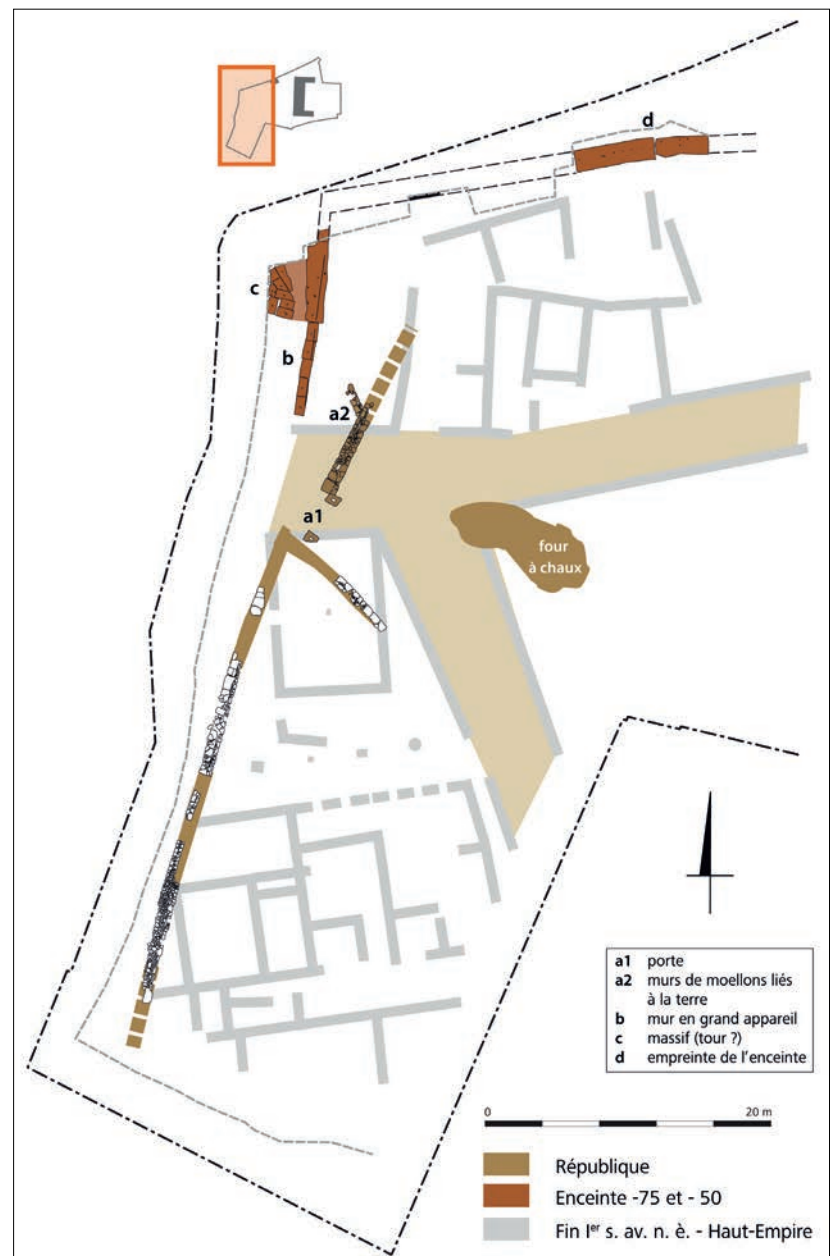 d
c
b
a2
a1
four
à chaux
a1 porte
a2 murs de moellons liés
à la terre
b mur en grand appareil
c massif (tour ?)
d empreinte de l'enceinte
0 20 m
République
Enceinte -75 et - 50
Fin Ier s. av. n. è. - Haut-Empire